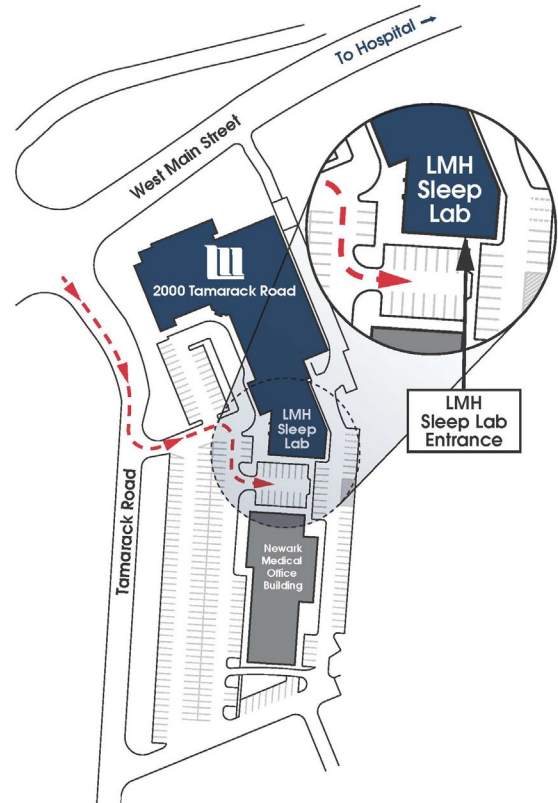 To Hospital
West Main Street
LMH
Sleep
Lab
2000 Tamarack Road
LMH
Sleep Lab
Entrance
LMH
Sleep
Lab
Tamarack Road
Newark
Medical
Office
Building